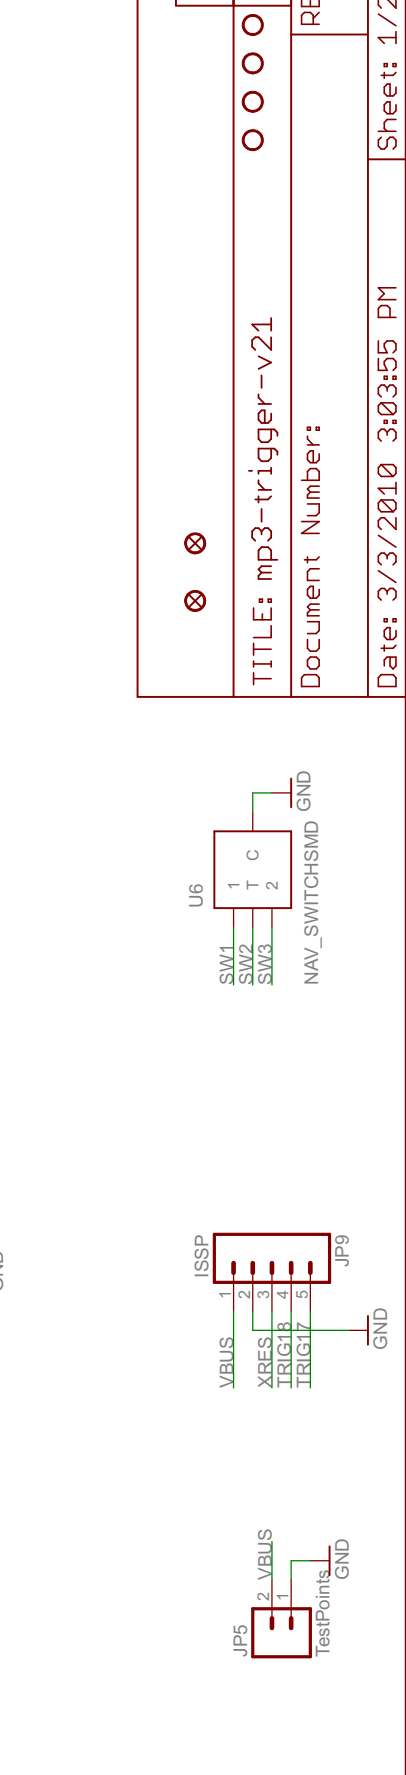 TITLE: mp3-trigger-v21
Document Number:
RE
Date: 3/3/2010 3:03:55 PM
Sheet: 1/2
U6
1
T
2
C
SW1
SW2
SW3
GND
NAV_SWITCHSMD
ISSP
1
2
3
4
5
VBUS
XRES
TRIG18
TRIG17
JP9
GND
GND
JP5
2
1
VBUS
GND
TestPoints